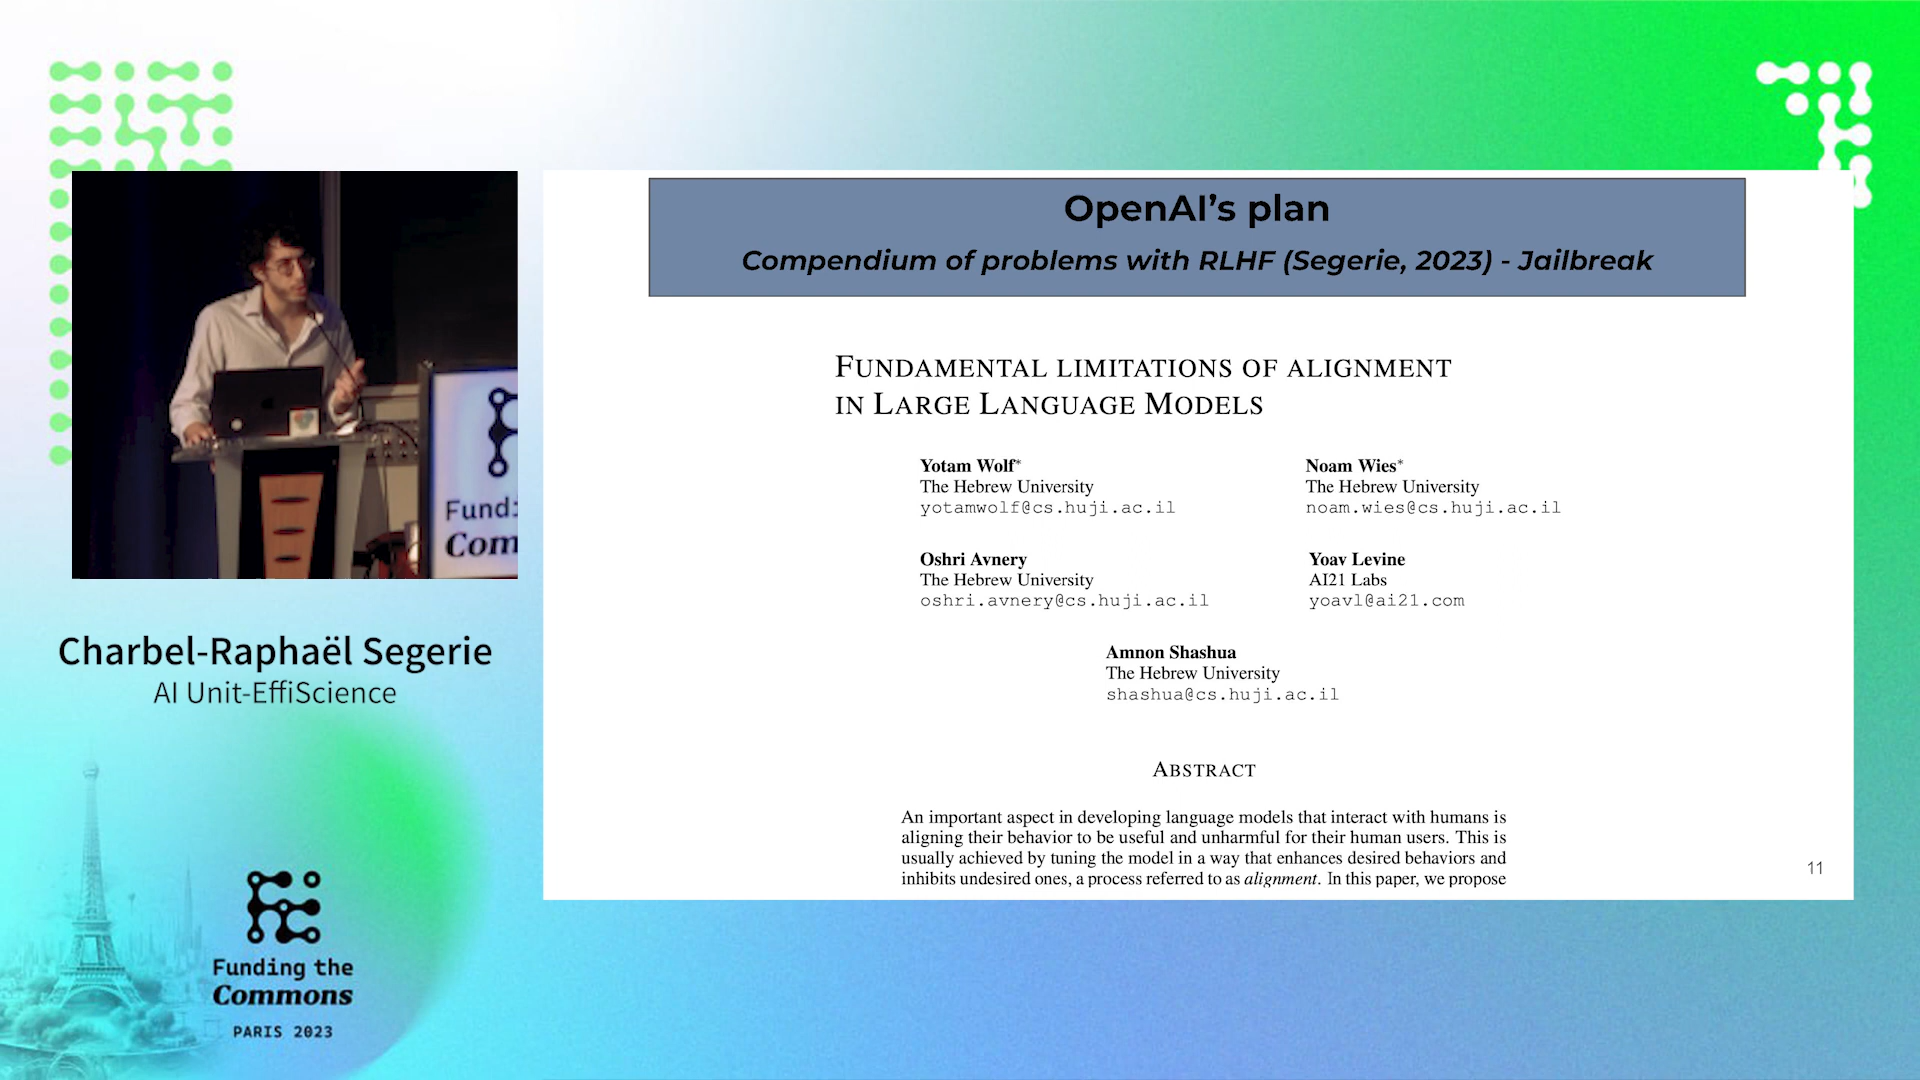 OpenAI's plan
Compendium of problems with RLHF (Segerie, 2023) - Jailbreak
FUNDAMENTAL LIMITATIONS OF ALIGNMENT
IN LARGE LANGUAGE MODELS
Yotam Wolf*
The Hebrew University
yotamwolf@cs.huji.ac.il
Noam Wies*
The Hebrew University
noam.wies@cs.huji.ac.il
Oshri Avnery
The Hebrew University
oshri.avnery@cs.huji.ac.il
Yoav Levine
AI21 Labs
yoavl@ai21.com
Amnon Shashua
The Hebrew University
shashua@cs.huji.ac.il
ABSTRACT
An important aspect in developing language models that interact with humans is
aligning their behavior to be useful and unharmful for their human users. This is
usually achieved by tuning the model in a way that enhances desired behaviors and
inhibits undesired ones, a process referred to as alignment. In this paper, we propose
11
Fund
Com
Charbel-Raphaël Segerie
AI Unit-EffiScience
Funding the
Commons
PARIS 2023